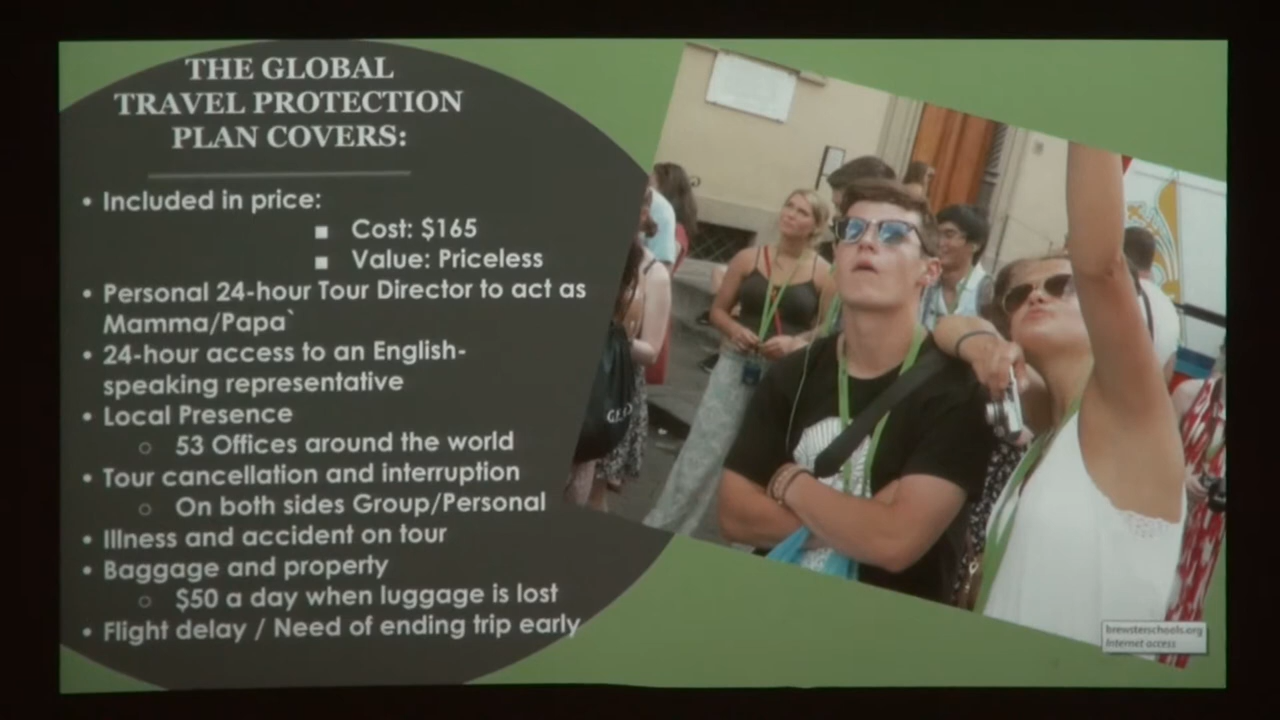 THE GLOBAL
TRAVEL PROTECTION
PLAN COVERS:
• Included in price:
■ Cost: $165
■ Value: Priceless
• Personal 24-hour Tour Director to act as
Mamma/Papa`
• 24-hour access to an English-
speaking representative
• Local Presence
○ 53 Offices around the world
• Tour cancellation and interruption
○ On both sides Group/Personal
• Illness and accident on tour
• Baggage and property
○ $50 a day when luggage is lost
• Flight delay / Need of ending trip early
brewsterschools.org
Internet access